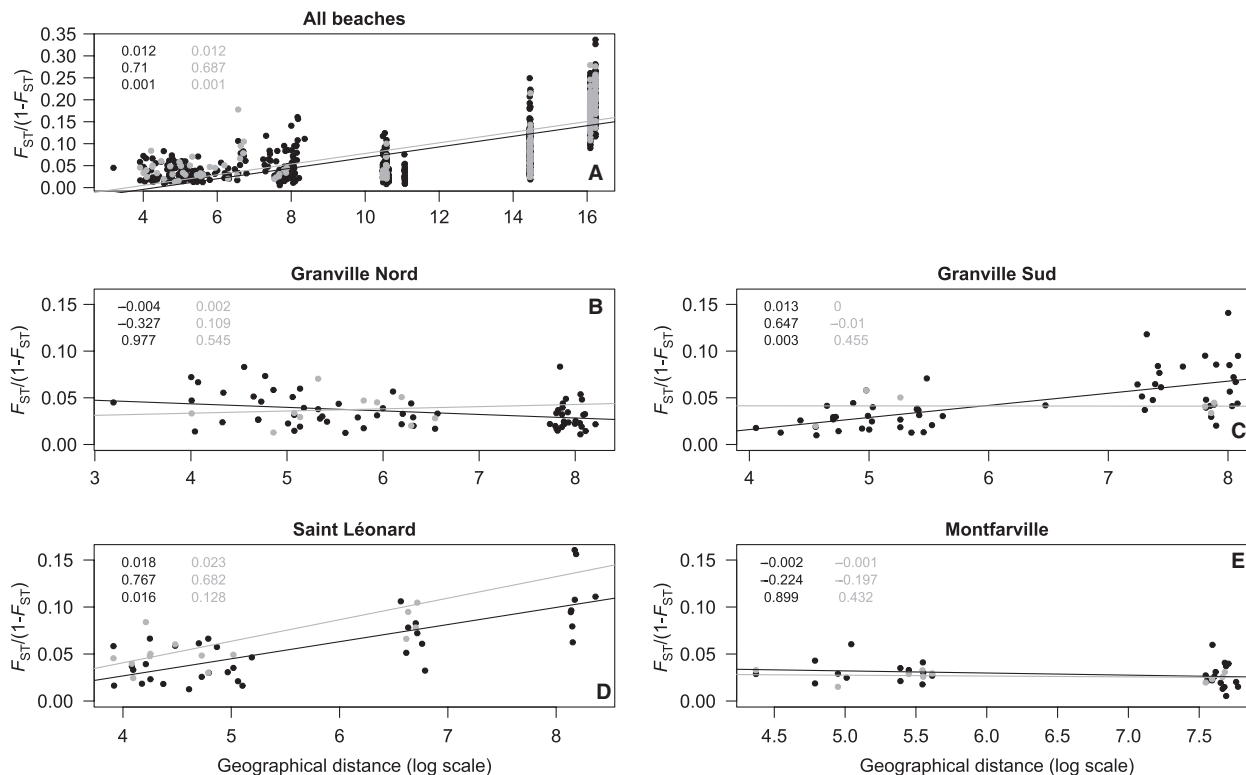 All beaches
F_ST/(1-F_ST)
0.35
0.30
0.25
0.20
0.15
0.10
0.05
0.00
0.012 0.012
0.71 0.687
0.001 0.001
A
4 6 8 10 12 14 16
Granville Nord
F_ST/(1-F_ST)
0.15
0.10
0.05
0.00
−0.004 0.002
−0.327 0.109
0.977 0.545
B
3 4 5 6 7 8
Granville Sud
F_ST/(1-F_ST)
0.15
0.10
0.05
0.00
0.013 0
0.647 −0.01
0.003 0.455
C
4 5 6 7 8
Saint Léonard
F_ST/(1-F_ST)
0.15
0.10
0.05
0.00
0.018 0.023
0.767 0.682
0.016 0.128
D
4 5 6 7 8
Geographical distance (log scale)
Montfarville
F_ST/(1-F_ST)
0.15
0.10
0.05
0.00
−0.002 −0.001
−0.224 −0.197
0.899 0.432
E
4.5 5.0 5.5 6.0 6.5 7.0 7.5
Geographical distance (log scale)